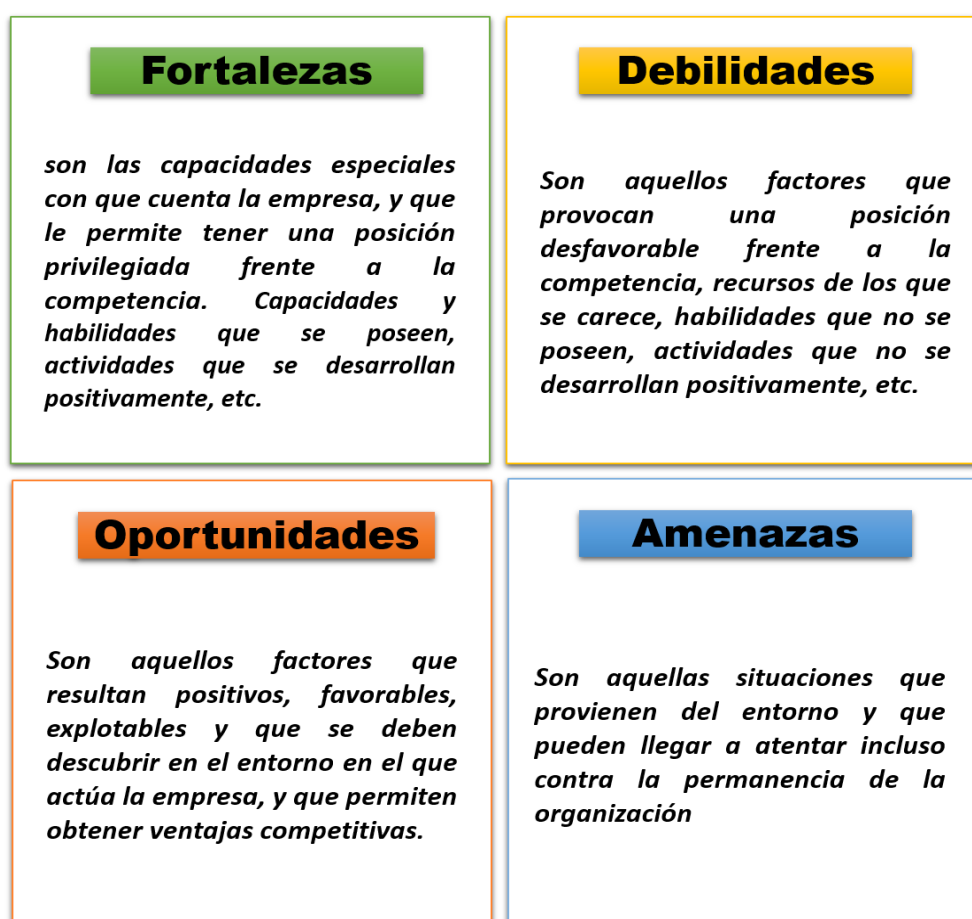 Fortalezas
son las capacidades especiales
con que cuenta la empresa, y que
le permite tener una posición
privilegiada frente a la
competencia. Capacidades y
habilidades que se poseen,
actividades que se desarrollan
positivamente, etc.
Debilidades
Son aquellos factores que
provocan una posición
desfavorable frente a la
competencia, recursos de los que
se carece, habilidades que no se
poseen, actividades que no se
desarrollan positivamente, etc.
Oportunidades
Son aquellos factores que
resultan positivos, favorables,
explotables y que se deben
descubrir en el entorno en el que
actúa la empresa, y que permiten
obtener ventajas competitivas.
Amenazas
Son aquellas situaciones que
provienen del entorno y que
pueden llegar a atentar incluso
contra la permanencia de la
organización